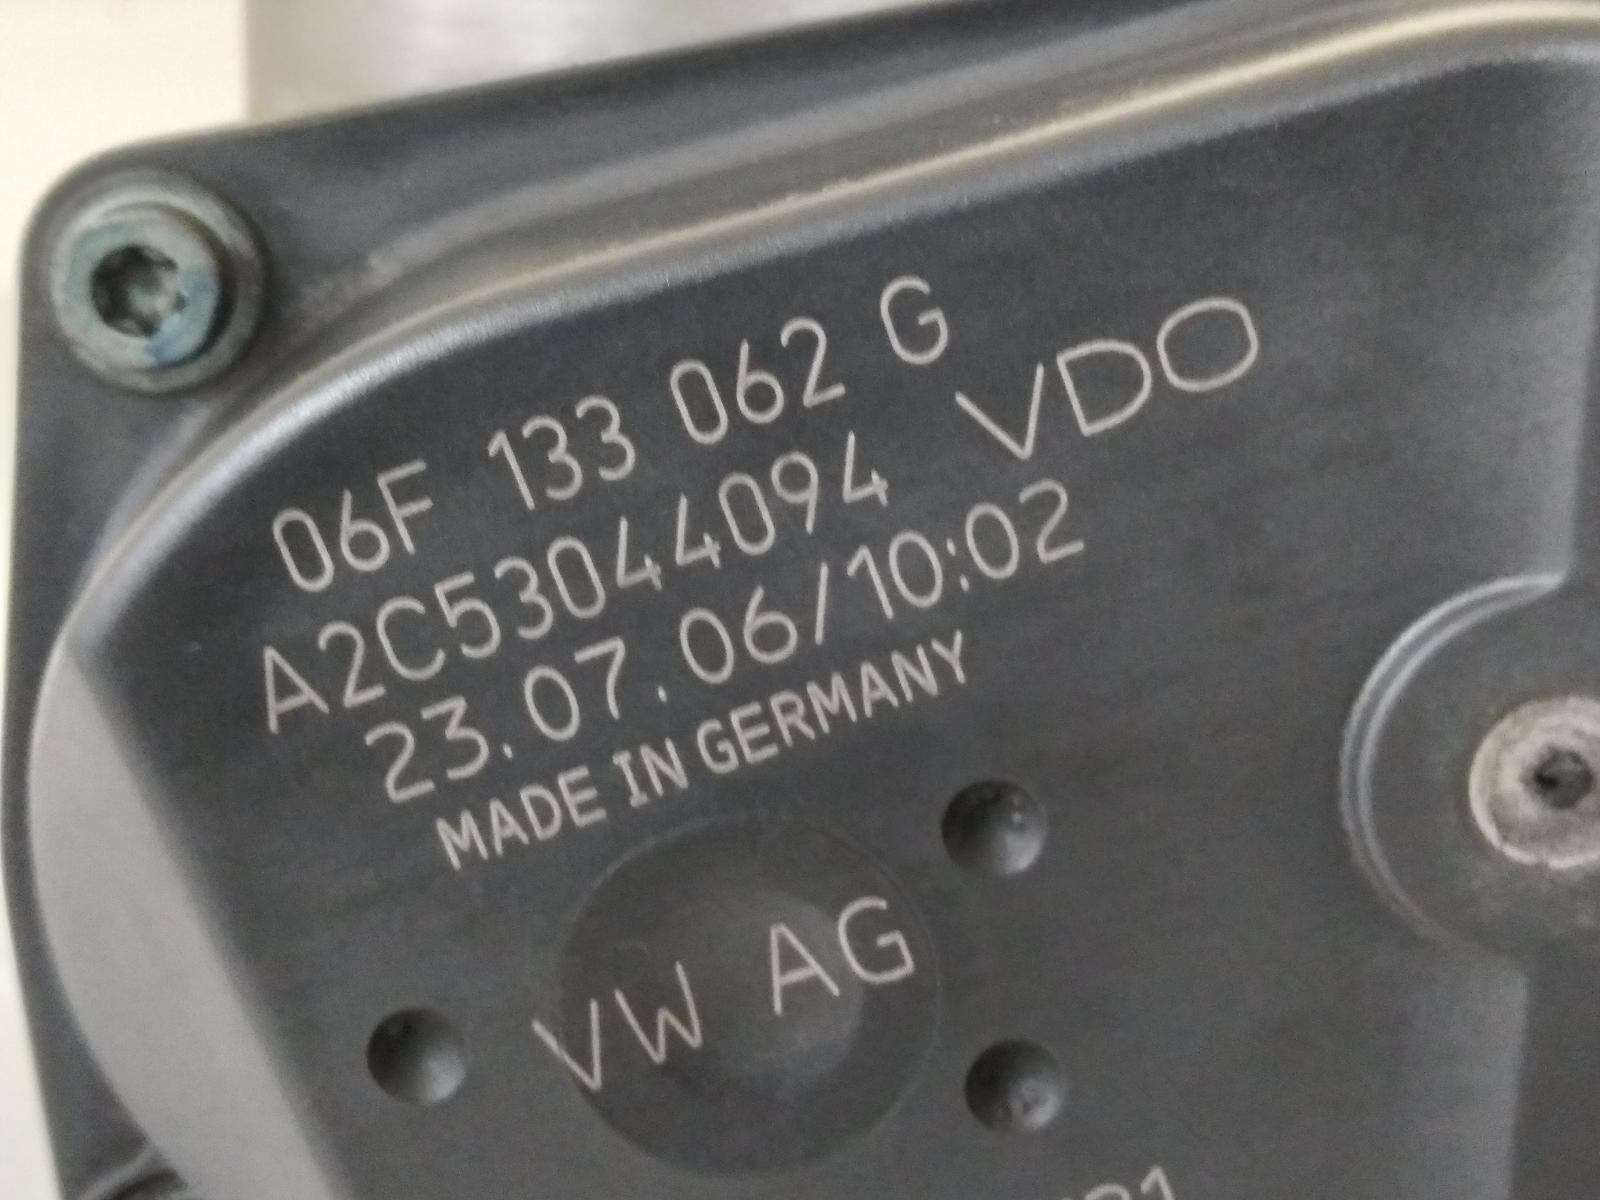 06F 133 062 G
A2C53044094 VDO
23.07.06/10:02
MADE IN GERMANY
VW AG